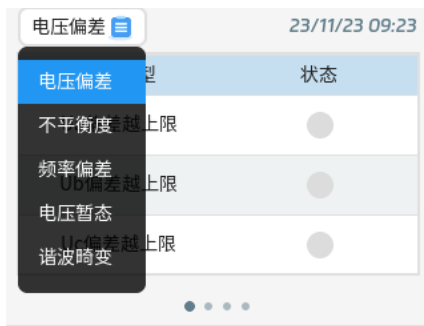 电压偏差
23/11/23 09:23
型
状态
电压偏差
不平衡度
差越上限
频率偏差
Ub偏差越上限
电压暂态
Uc偏差越上限
谐波畸变